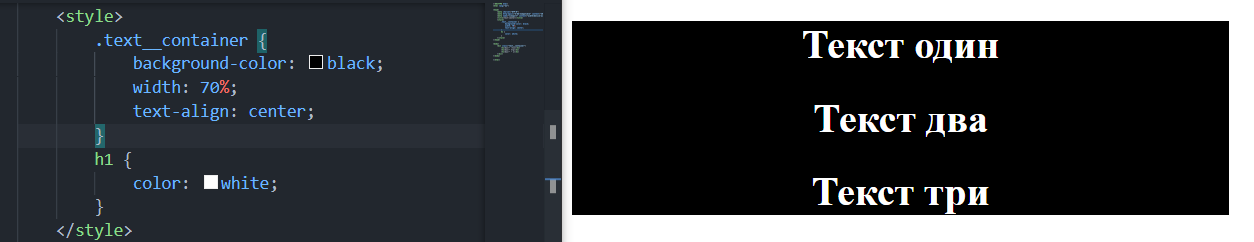 <style>
.text__container {
background-color: black;
width: 70%;
text-align: center;
}
h1 {
color: white;
}
</style>
Текст один
Текст два
Текст три